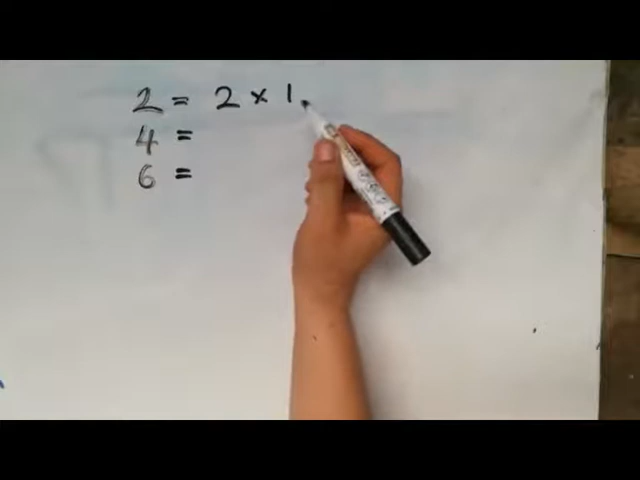 2 = 2 × 1
4 =
6 =